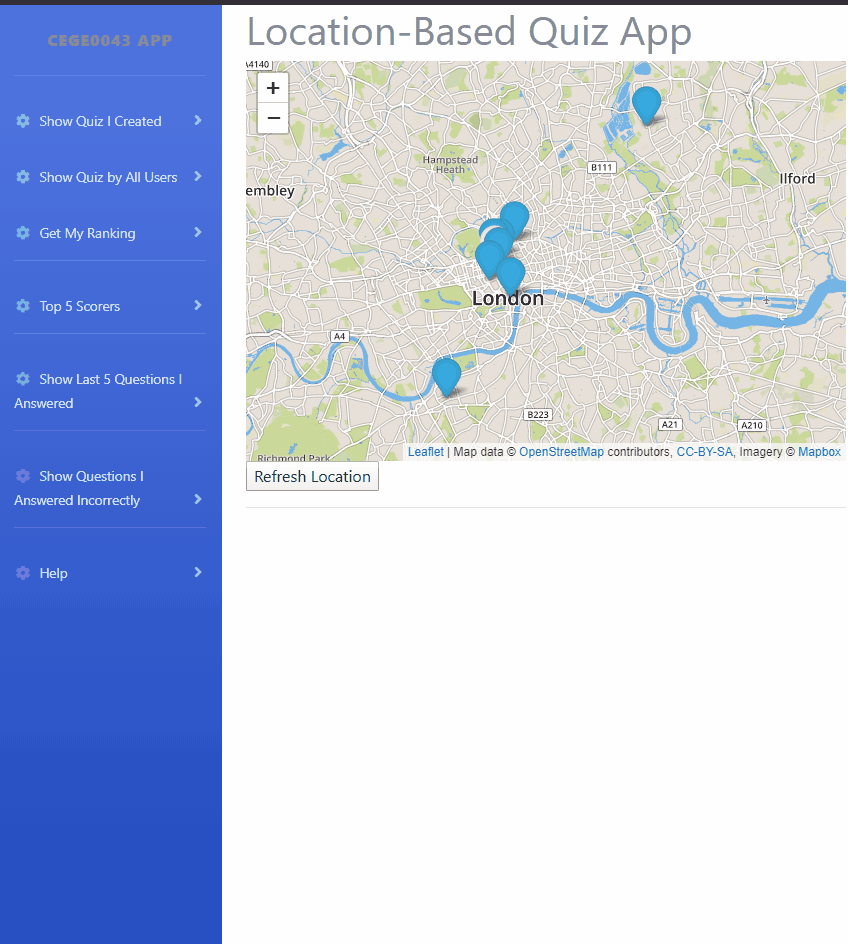 CEGE0043 APP
Show Quiz I Created
Show Quiz by All Users
Get My Ranking
Top 5 Scorers
Show Last 5 Questions I
Answered
Show Questions I
Answered Incorrectly
Help
Location-Based Quiz App
A4140
+
−
Hampstead
Heath
B111
Ilford
embley
London
A4
B223
A21
A210
Richmond Park
Leaflet | Map data © OpenStreetMap contributors, CC-BY-SA, Imagery © Mapbox
Refresh Location